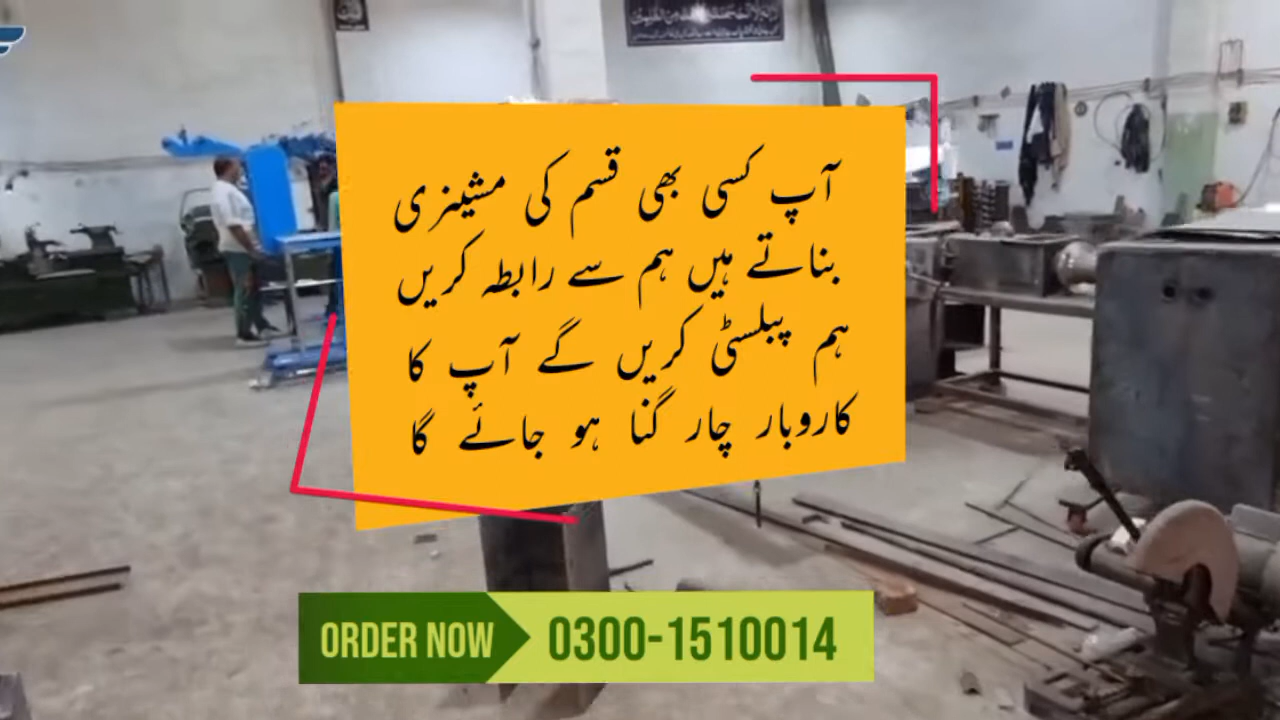 آپ کسی بھی قسم کی مشینری
بناتے ہیں ہم سے رابطہ کریں
ہم پبلسٹی کریں گے آپ کا
کاروبار چار گنا ہو جائے گا
ORDER NOW 0300-1510014